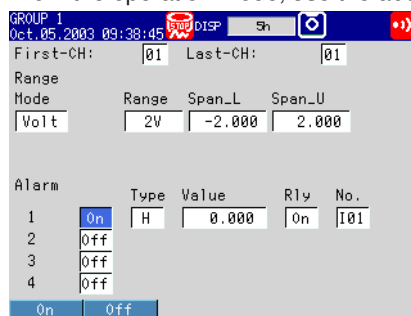 GROUP 1
Oct.05.2003 09:38:45 STOP DISP 5h
First-CH: 01 Last-CH: 01
Range
Mode Range Span_L Span_U
Volt 2V -2.000 2.000
Alarm
Type Value Rly No.
1 On H 0.000 On I01
2 Off
3 Off
4 Off
On Off